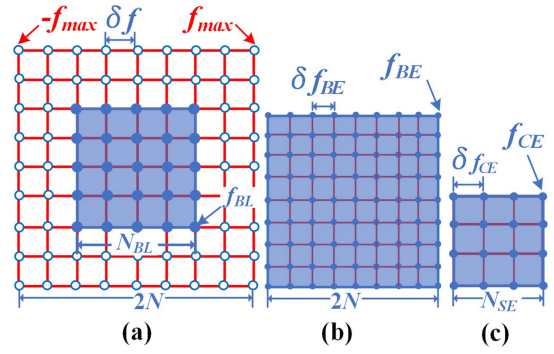 -fmax
δf
fmax
fBL
NBL
2N
(a)
fBE
δfBE
2N
(b)
fCE
δfCE
NSE
(c)